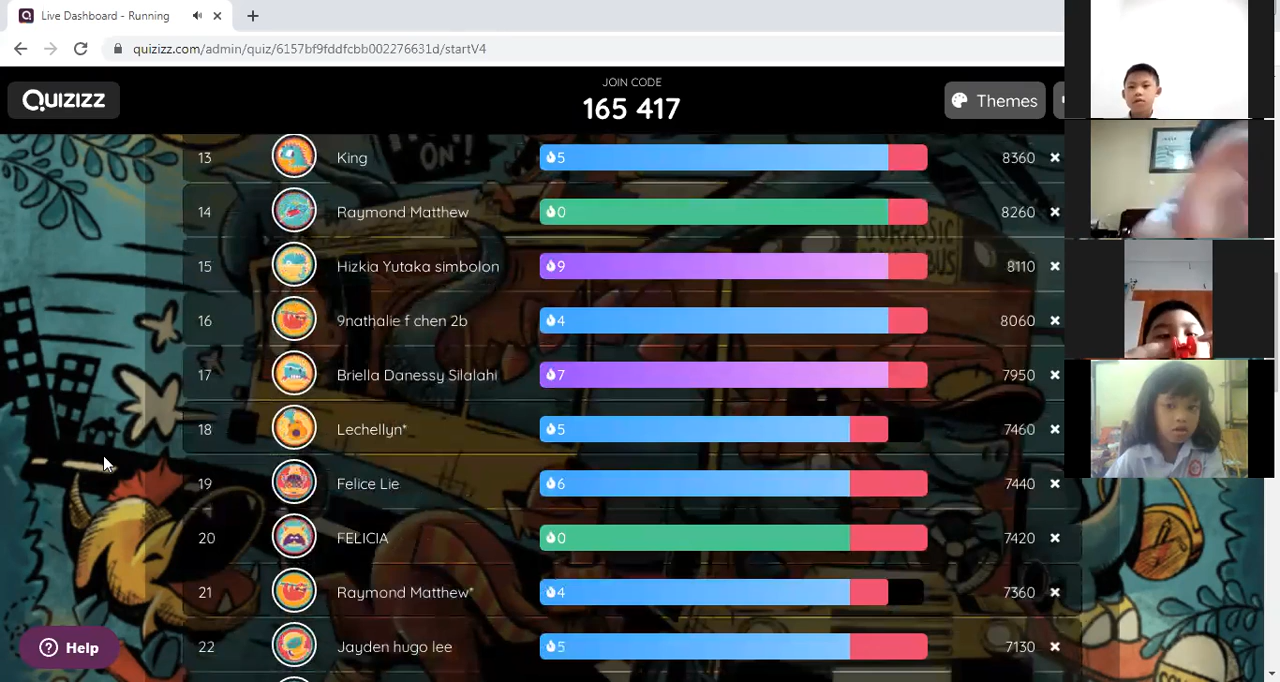 Live Dashboard - Running
quizizz.com/admin/quiz/6157bf9fddfcbb002276631d/startV4
Quizizz
JOIN CODE
165 417
Themes
ON!
13 King 5 8360
14 Raymond Matthew 0 8260
JURASSIC
BUS
15 Hizkia Yutaka simbolon 9 8110
16 9nathalie f chen 2b 4 8060
17 Briella Danessy Silalahi 7 7950
18 Lechellyn* 5 7460
19 Felice Lie 6 7440
20 FELICIA 0 7420
21 Raymond Matthew* 4 7360
22 Jayden hugo lee 5 7130
Help